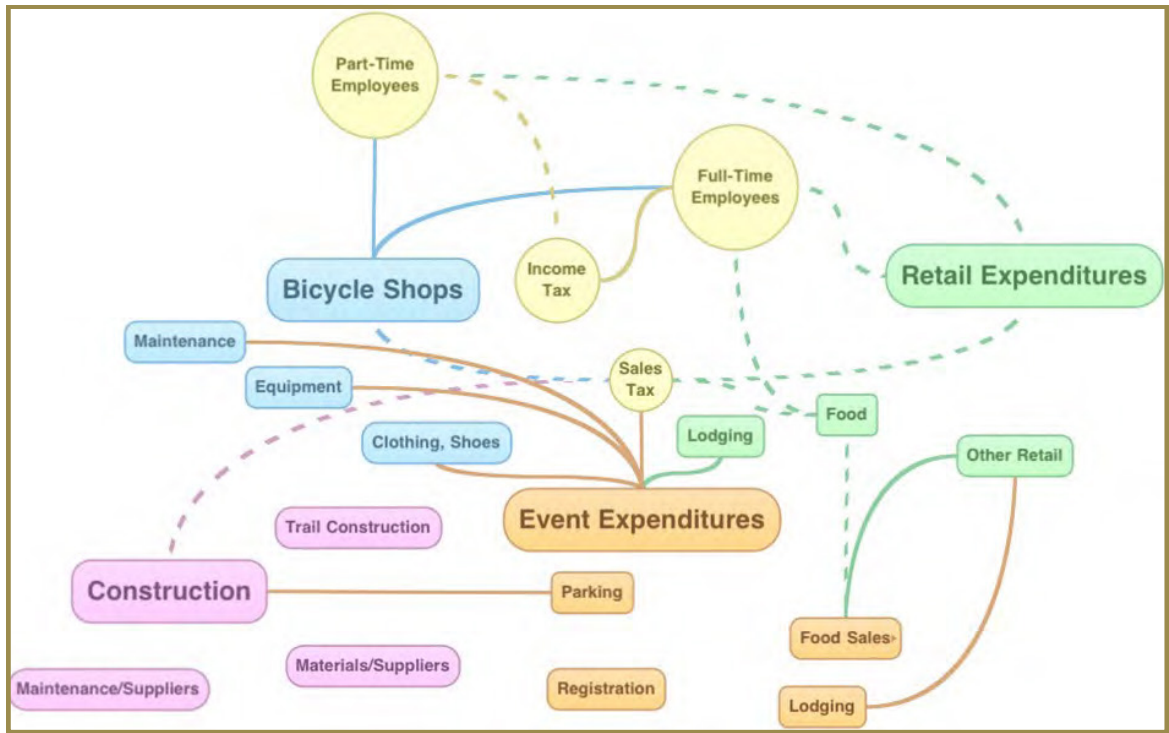 Part-Time
Employees
Full-Time
Employees
Income
Tax
Bicycle Shops
Retail Expenditures
Maintenance
Sales
Tax
Equipment
Food
Clothing, Shoes
Lodging
Other Retail
Event Expenditures
Trail Construction
Construction
Parking
Food Sales
Materials/Suppliers
Maintenance/Suppliers
Registration
Lodging